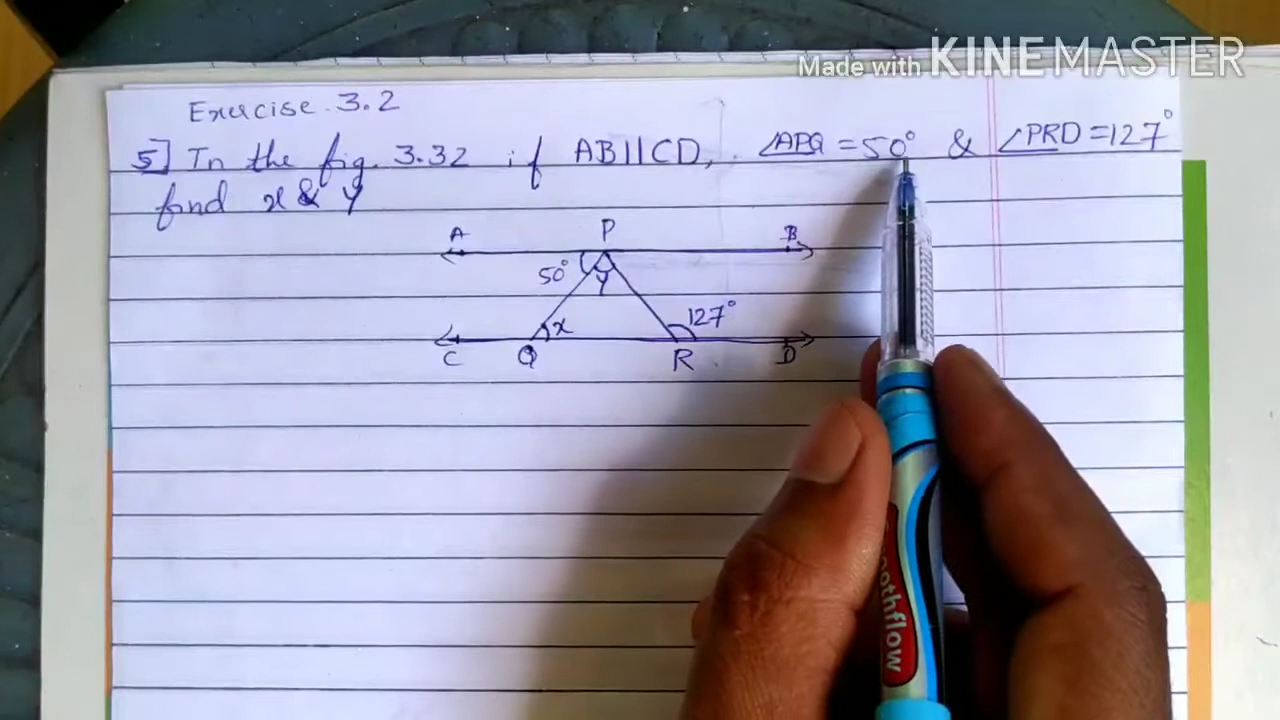 Made with KINEMASTER
Exercise 3.2
5] In the fig. 3.32 if AB||CD, ∠APQ = 50° & ∠PRD = 127°
find x & y
A P B
50° y
x 127°
C Q R D
oothflow